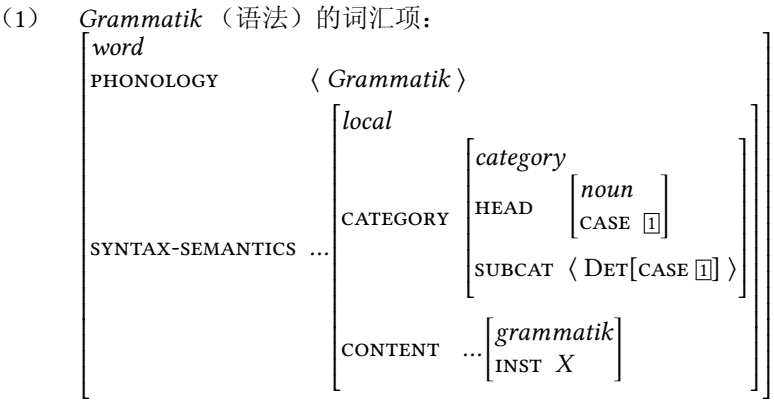 (1) Grammatik（语法）的词汇项：
word
PHONOLOGY ⟨ Grammatik ⟩
local
category
HEAD
noun
CASE 1
CATEGORY
SYNTAX-SEMANTICS ...
SUBCAT ⟨ DET[CASE 1] ⟩
CONTENT ...
grammatik
INST X